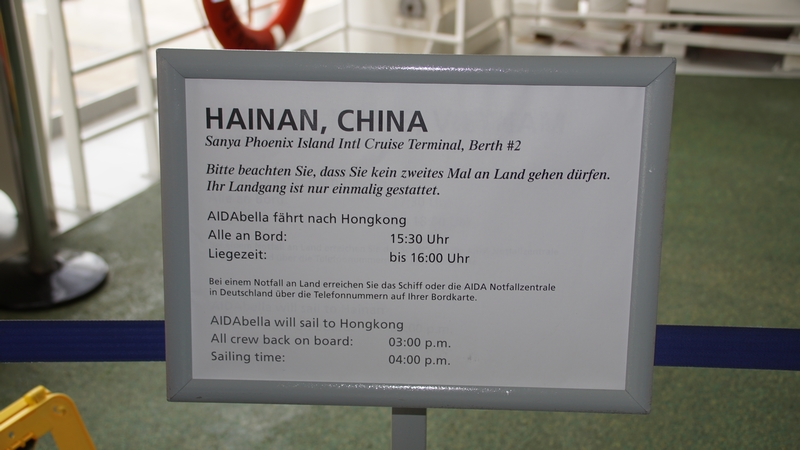 HAINAN, CHINA
Sanya Phoenix Island Intl Cruise Terminal, Berth #2
Bitte beachten Sie, dass Sie kein zweites Mal an Land gehen dürfen.
Ihr Landgang ist nur einmalig gestattet.
AIDAbella fährt nach Hongkong
Alle an Bord: 15:30 Uhr
Liegezeit: bis 16:00 Uhr
Bei einem Notfall an Land erreichen Sie das Schiff oder die AIDA Notfallzentrale
in Deutschland über die Telefonnummern auf Ihrer Bordkarte.
AIDAbella will sail to Hongkong
All crew back on board: 03:00 p.m.
Sailing time: 04:00 p.m.